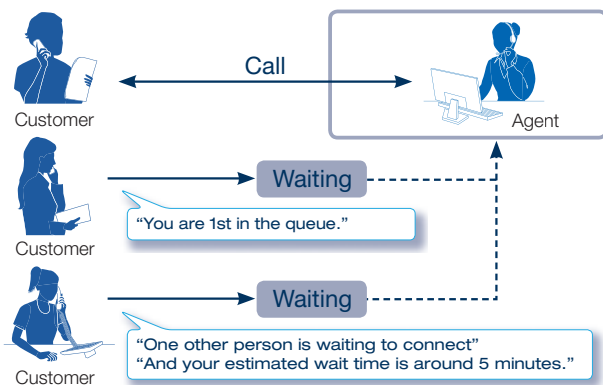 Call
Customer
Agent
Waiting
“You are 1st in the queue.”
Customer
Waiting
“One other person is waiting to connect”
“And your estimated wait time is around 5 minutes.”
Customer